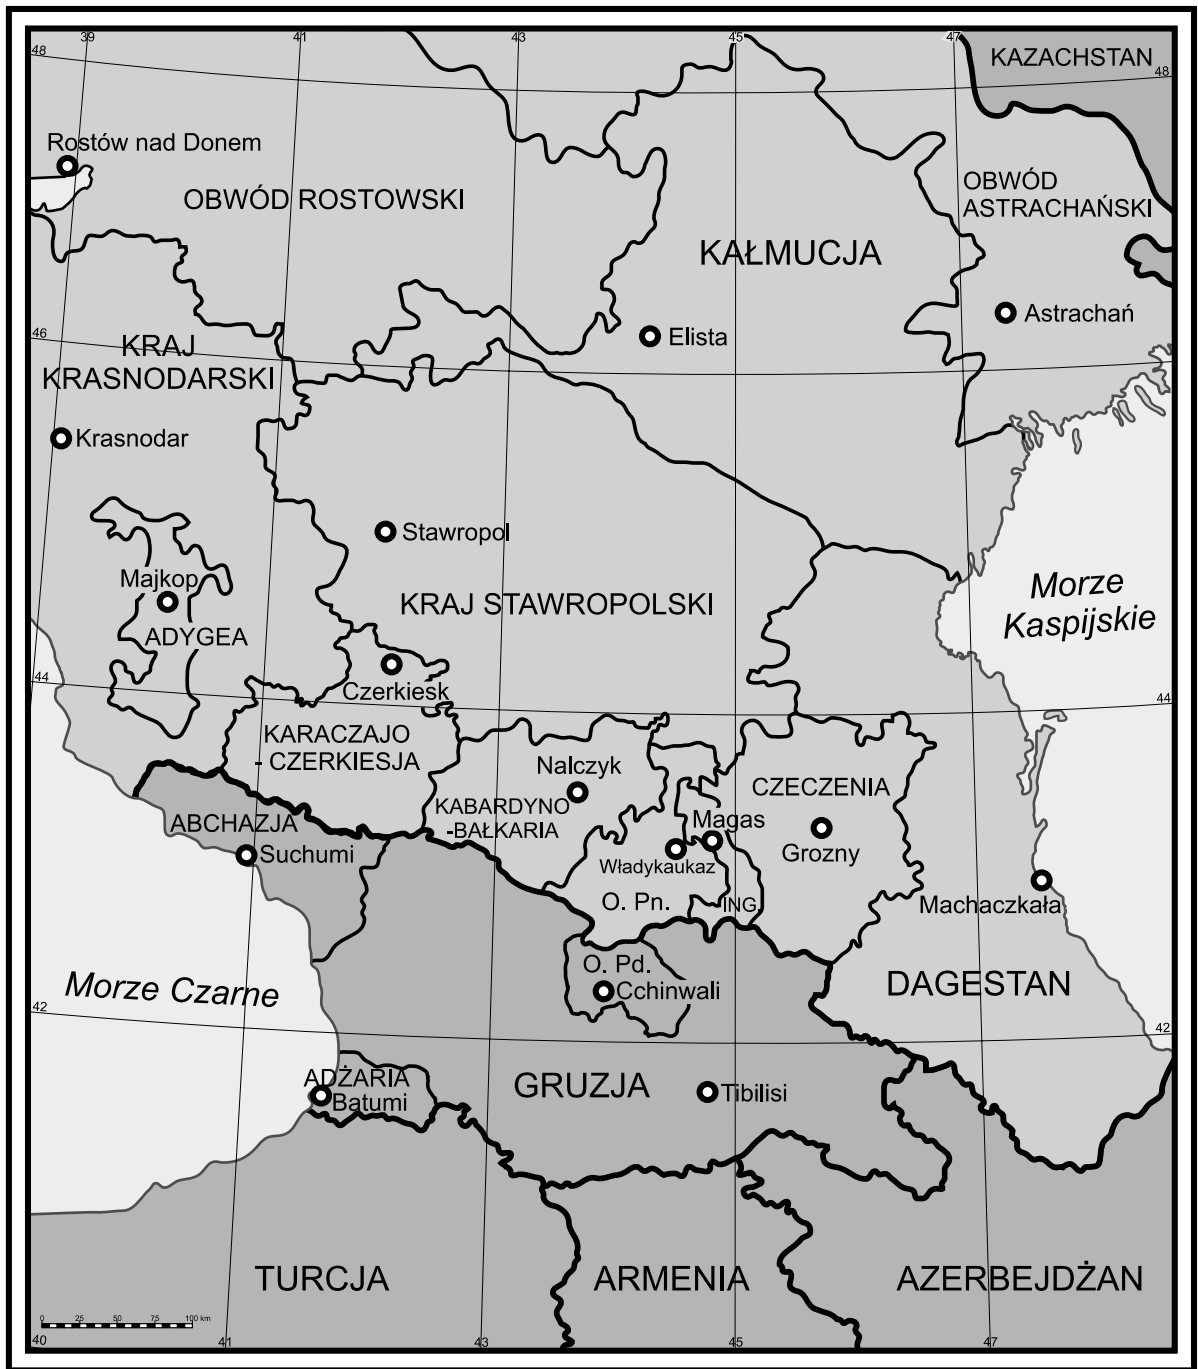 39
41
43
45
47
48
KAZACHSTAN
48
Rostów nad Donem
OBWÓD ROSTOWSKI
OBWÓD
ASTRACHAŃSKI
KAŁMUCJA
Astrachań
Elista
46
KRAJ
KRASNODARSKI
Krasnodar
Stawropol
Majkop
ADYGEA
KRAJ STAWROPOLSKI
Morze
Kaspijskie
Czerkiesk
44
44
KARACZAJO
- CZERKIESJA
Nalczyk
KABARDYNO
-BAŁKARIA
CZECZENIA
Magas
Grozny
ABCHAZJA
Suchumi
Władykaukaz
O. Pn.
ING.
Machaczkała
O. Pd.
Cchinwali
DAGESTAN
Morze Czarne
42
42
ADŻARIA
Batumi
GRUZJA
Tibilisi
TURCJA
ARMENIA
AZERBEJDŻAN
0 25 50 75 100 km
40
41
43
45
47